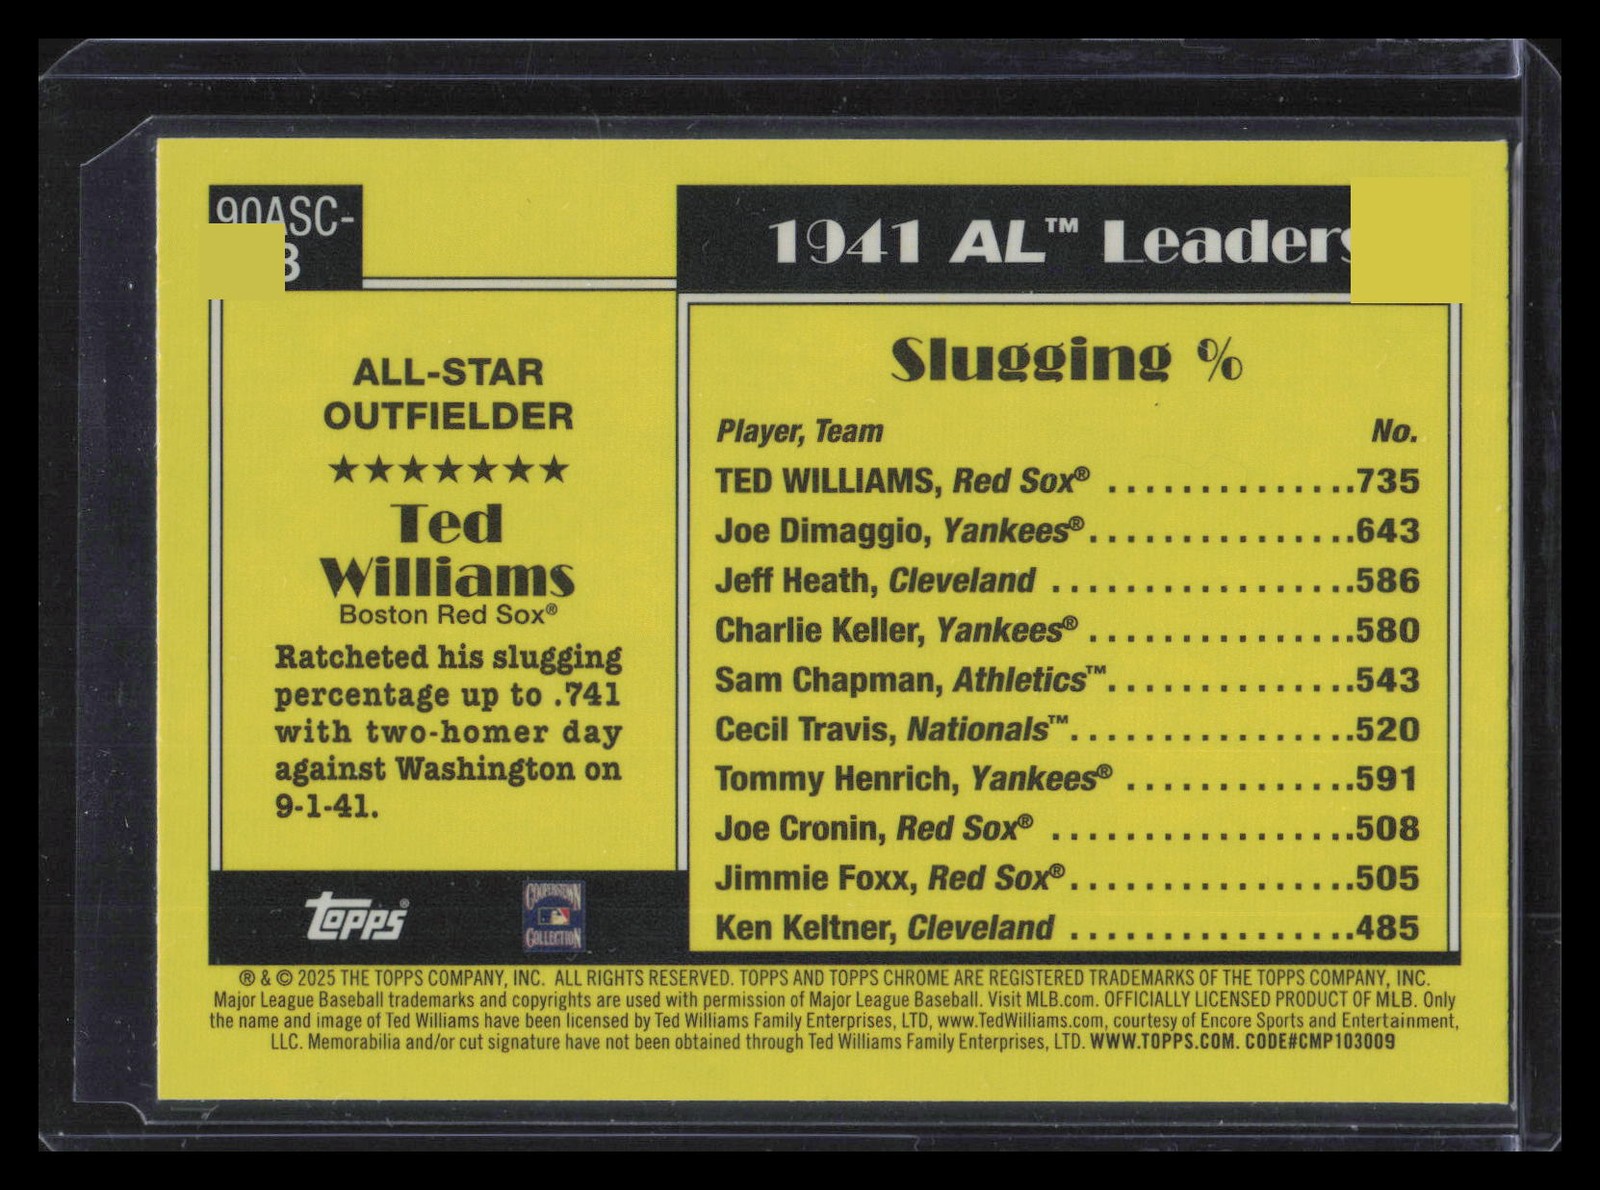 90ASC-
3
1941 AL™ Leaders
ALL-STAR
OUTFIELDER
★★★★★★★
Ted
Williams
Boston Red Sox®
Ratcheted his slugging
percentage up to .741
with two-homer day
against Washington on
9-1-41.
Slugging %
Player, Team No.
TED WILLIAMS, Red Sox® ..............735
Joe Dimaggio, Yankees®...............643
Jeff Heath, Cleveland .................586
Charlie Keller, Yankees® ...............580
Sam Chapman, Athletics™..............543
Cecil Travis, Nationals™................520
Tommy Henrich, Yankees® .............591
Joe Cronin, Red Sox® .................508
Jimmie Foxx, Red Sox®................505
Ken Keltner, Cleveland ................485
Topps®
COOPERSTOWN
COLLECTION
® & © 2025 THE TOPPS COMPANY, INC. ALL RIGHTS RESERVED. TOPPS AND TOPPS CHROME ARE REGISTERED TRADEMARKS OF THE TOPPS COMPANY, INC.
Major League Baseball trademarks and copyrights are used with permission of Major League Baseball. Visit MLB.com. OFFICIALLY LICENSED PRODUCT OF MLB. Only
the name and image of Ted Williams have been licensed by Ted Williams Family Enterprises, LTD, www.TedWilliams.com, courtesy of Encore Sports and Entertainment,
LLC. Memorabilia and/or cut signature have not been obtained through Ted Williams Family Enterprises, LTD. WWW.TOPPS.COM. CODE#CMP103009